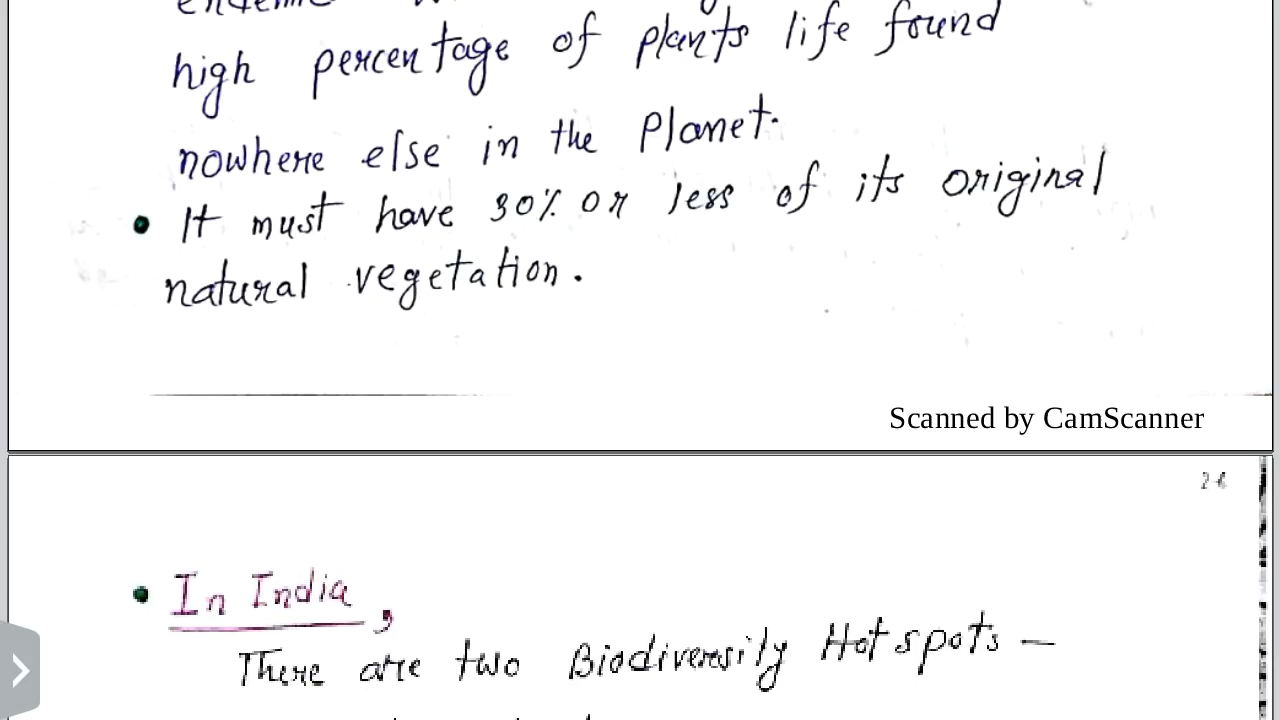 high percentage of plants life found
nowhere else in the Planet.
• It must have 30% or less of its original
natural vegetation.
Scanned by CamScanner
• In India,
There are two Biodiversity Hotspots —